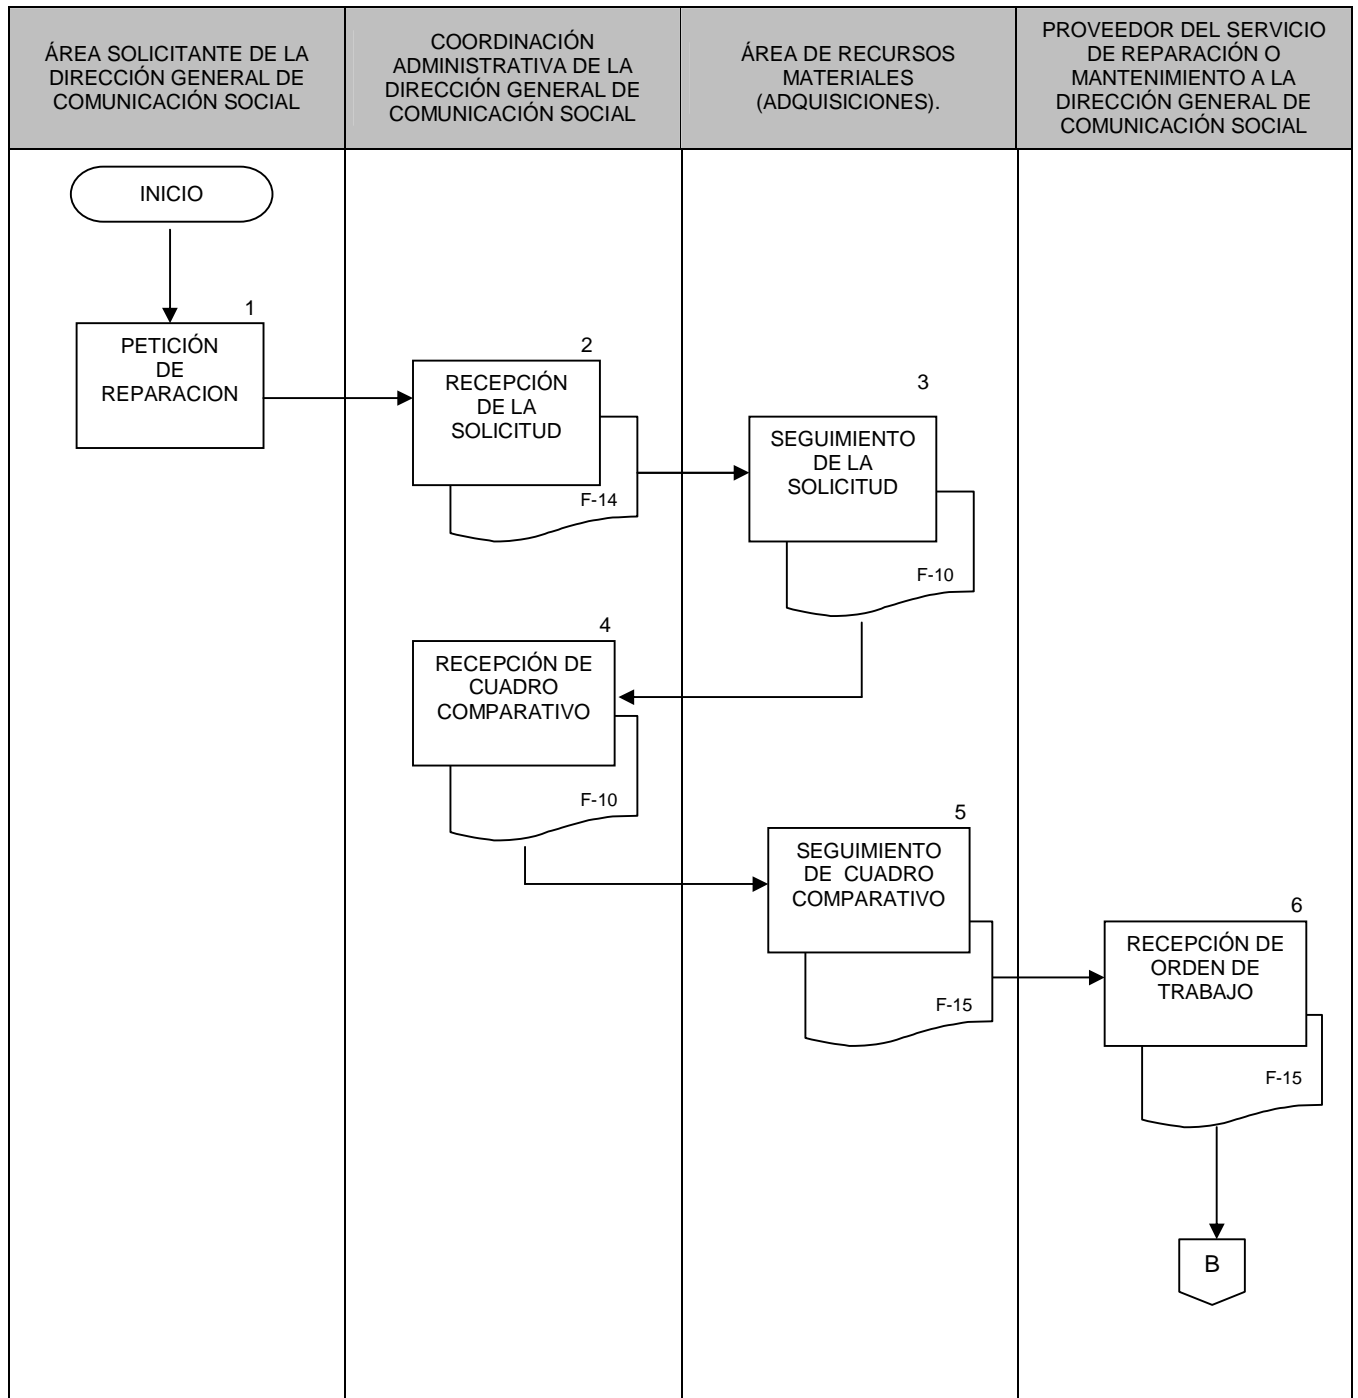 ÁREA SOLICITANTE DE LA
DIRECCIÓN GENERAL DE
COMUNICACIÓN SOCIAL
COORDINACIÓN
ADMINISTRATIVA DE LA
DIRECCIÓN GENERAL DE
COMUNICACIÓN SOCIAL
ÁREA DE RECURSOS
MATERIALES
(ADQUISICIONES).
PROVEEDOR DEL SERVICIO
DE REPARACIÓN O
MANTENIMIENTO A LA
DIRECCIÓN GENERAL DE
COMUNICACIÓN SOCIAL
INICIO
1
PETICIÓN
DE
REPARACION
2
RECEPCIÓN
DE LA
SOLICITUD
F-14
3
SEGUIMIENTO
DE LA
SOLICITUD
F-10
4
RECEPCIÓN DE
CUADRO
COMPARATIVO
F-10
5
SEGUIMIENTO
DE CUADRO
COMPARATIVO
F-15
6
RECEPCIÓN DE
ORDEN DE
TRABAJO
F-15
B